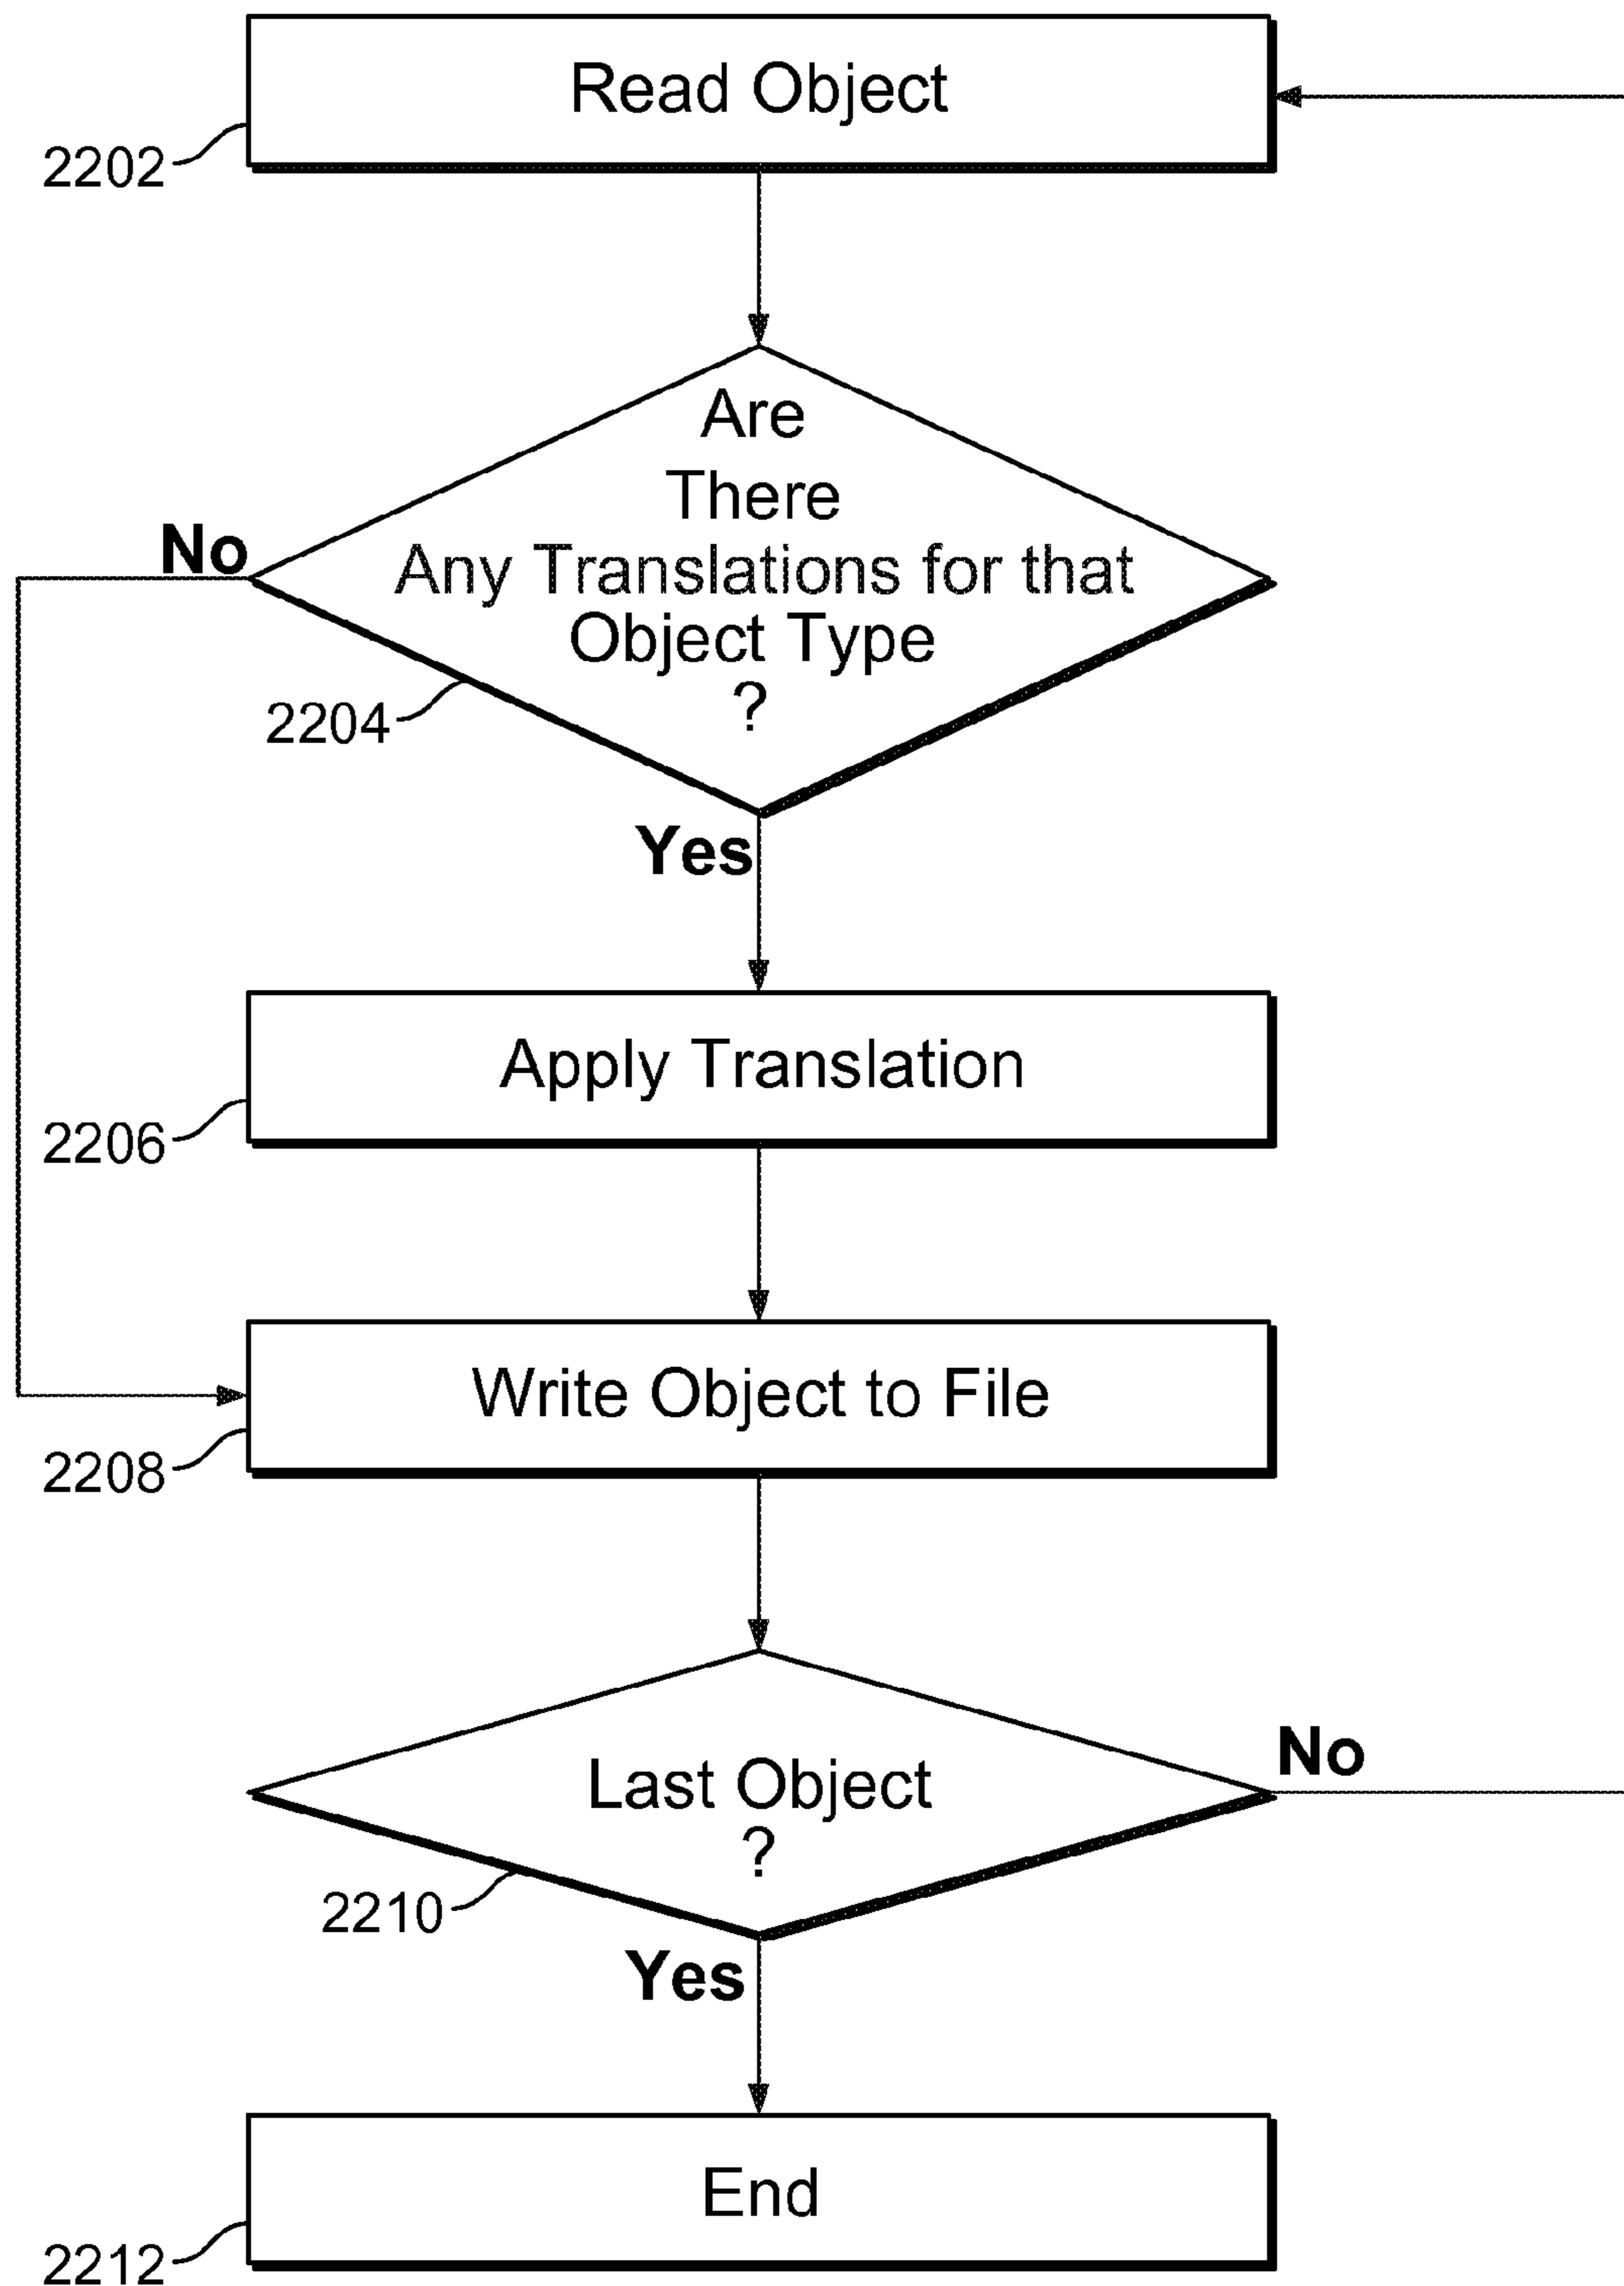 Read Object
2202
Are
There
Any Translations for that
Object Type
?
No
2204
Yes
Apply Translation
2206
Write Object to File
2208
Last Object
?
No
2210
Yes
End
2212